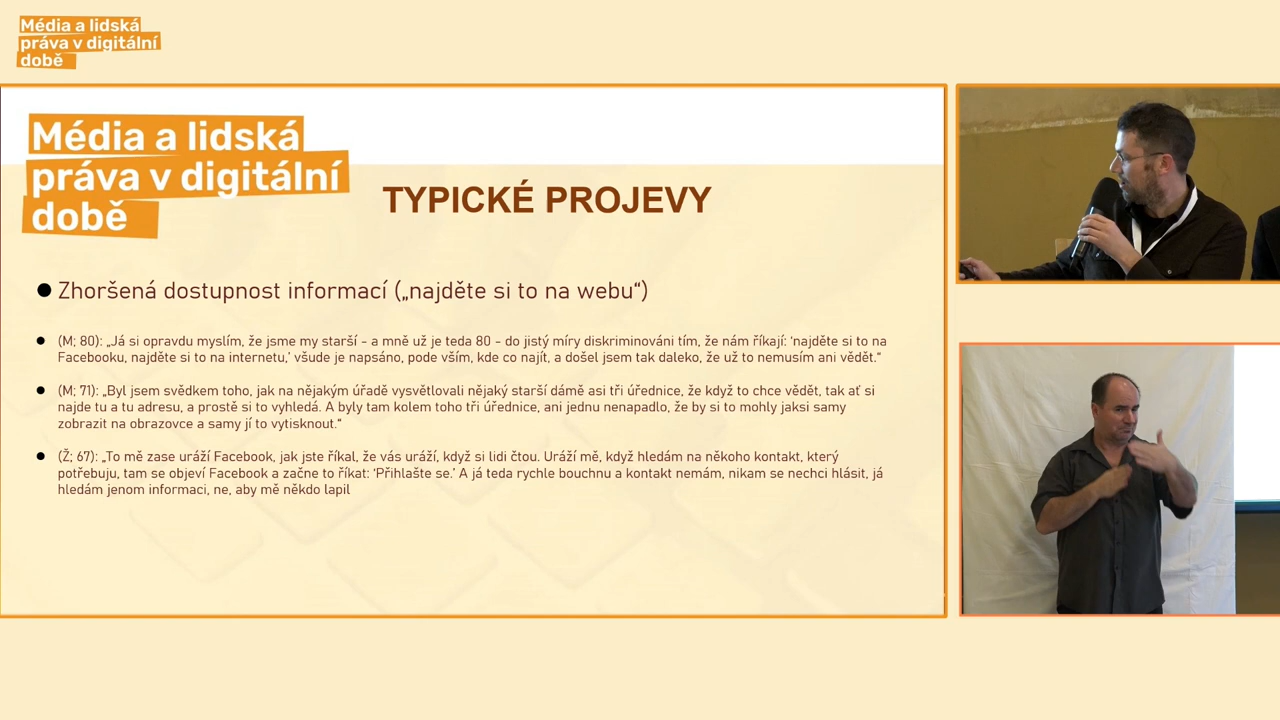 Média a lidská
práva v digitální
době
Média a lidská
práva v digitální
době
TYPICKÉ PROJEVY
Zhoršená dostupnost informací („najděte si to na webu“)
(M; 80): „Já si opravdu myslím, že jsme my starší - a mně už je teda 80 - do jistý míry diskriminováni tím, že nám říkají: ‘najděte si to na
Facebooku, najděte si to na internetu,’ všude je napsáno, pode vším, kde co najít, a došel jsem tak daleko, že už to nemusím ani vědět.“
(M; 71): „Byl jsem svědkem toho, jak na nějakým úřadě vysvětlovali nějaký starší dámě asi tři úřednice, že když to chce vědět, tak ať si
najde tu a tu adresu, a prostě si to vyhledá. A byly tam kolem toho tři úřednice, ani jednu nenapadlo, že by si to mohly jaksi samy
zobrazit na obrazovce a samy jí to vytisknout.“
(Ž; 67): „To mě zase uráží Facebook, jak jste říkal, že vás uráží, když si lidi čtou. Uráží mě, když hledám na někoho kontakt, který
potřebuju, tam se objeví Facebook a začne to říkat: ‘Přihlašte se.’ A já teda rychle bouchnu a kontakt nemám, nikam se nechci hlásit, já
hledám jenom informaci, ne, aby mě někdo lapil